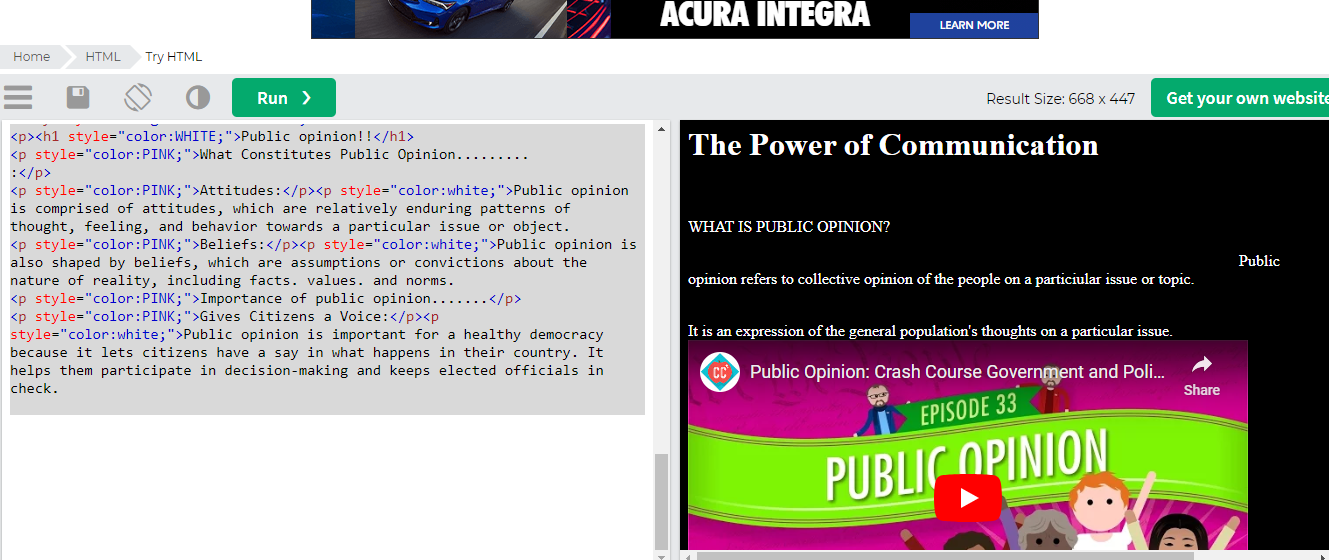 ACURA INTEGRA
LEARN MORE
Home
HTML
Try HTML
Run ❯
Result Size: 668 x 447
Get your own website
<p><h1 style="color:WHITE;">Public opinion!!</h1>
<p style="color:PINK;">What Constitutes Public Opinion.........
:</p>
<p style="color:PINK;">Attitudes:</p><p style="color:white;">Public opinion
is comprised of attitudes, which are relatively enduring patterns of
thought, feeling, and behavior towards a particular issue or object.
<p style="color:PINK;">Beliefs:</p><p style="color:white;">Public opinion is
also shaped by beliefs, which are assumptions or convictions about the
nature of reality, including facts. values. and norms.
<p style="color:PINK;">Importance of public opinion.......</p>
<p style="color:PINK;">Gives Citizens a Voice:</p><p
style="color:white;">Public opinion is important for a healthy democracy
because it lets citizens have a say in what happens in their country. It
helps them participate in decision-making and keeps elected officials in
check.
The Power of Communication
WHAT IS PUBLIC OPINION?
Public
opinion refers to collective opinion of the people on a particiular issue or topic.
It is an expression of the general population's thoughts on a particular issue.
CC
Public Opinion: Crash Course Government and Poli...
Share
EPISODE 33
PUBLIC OPINION